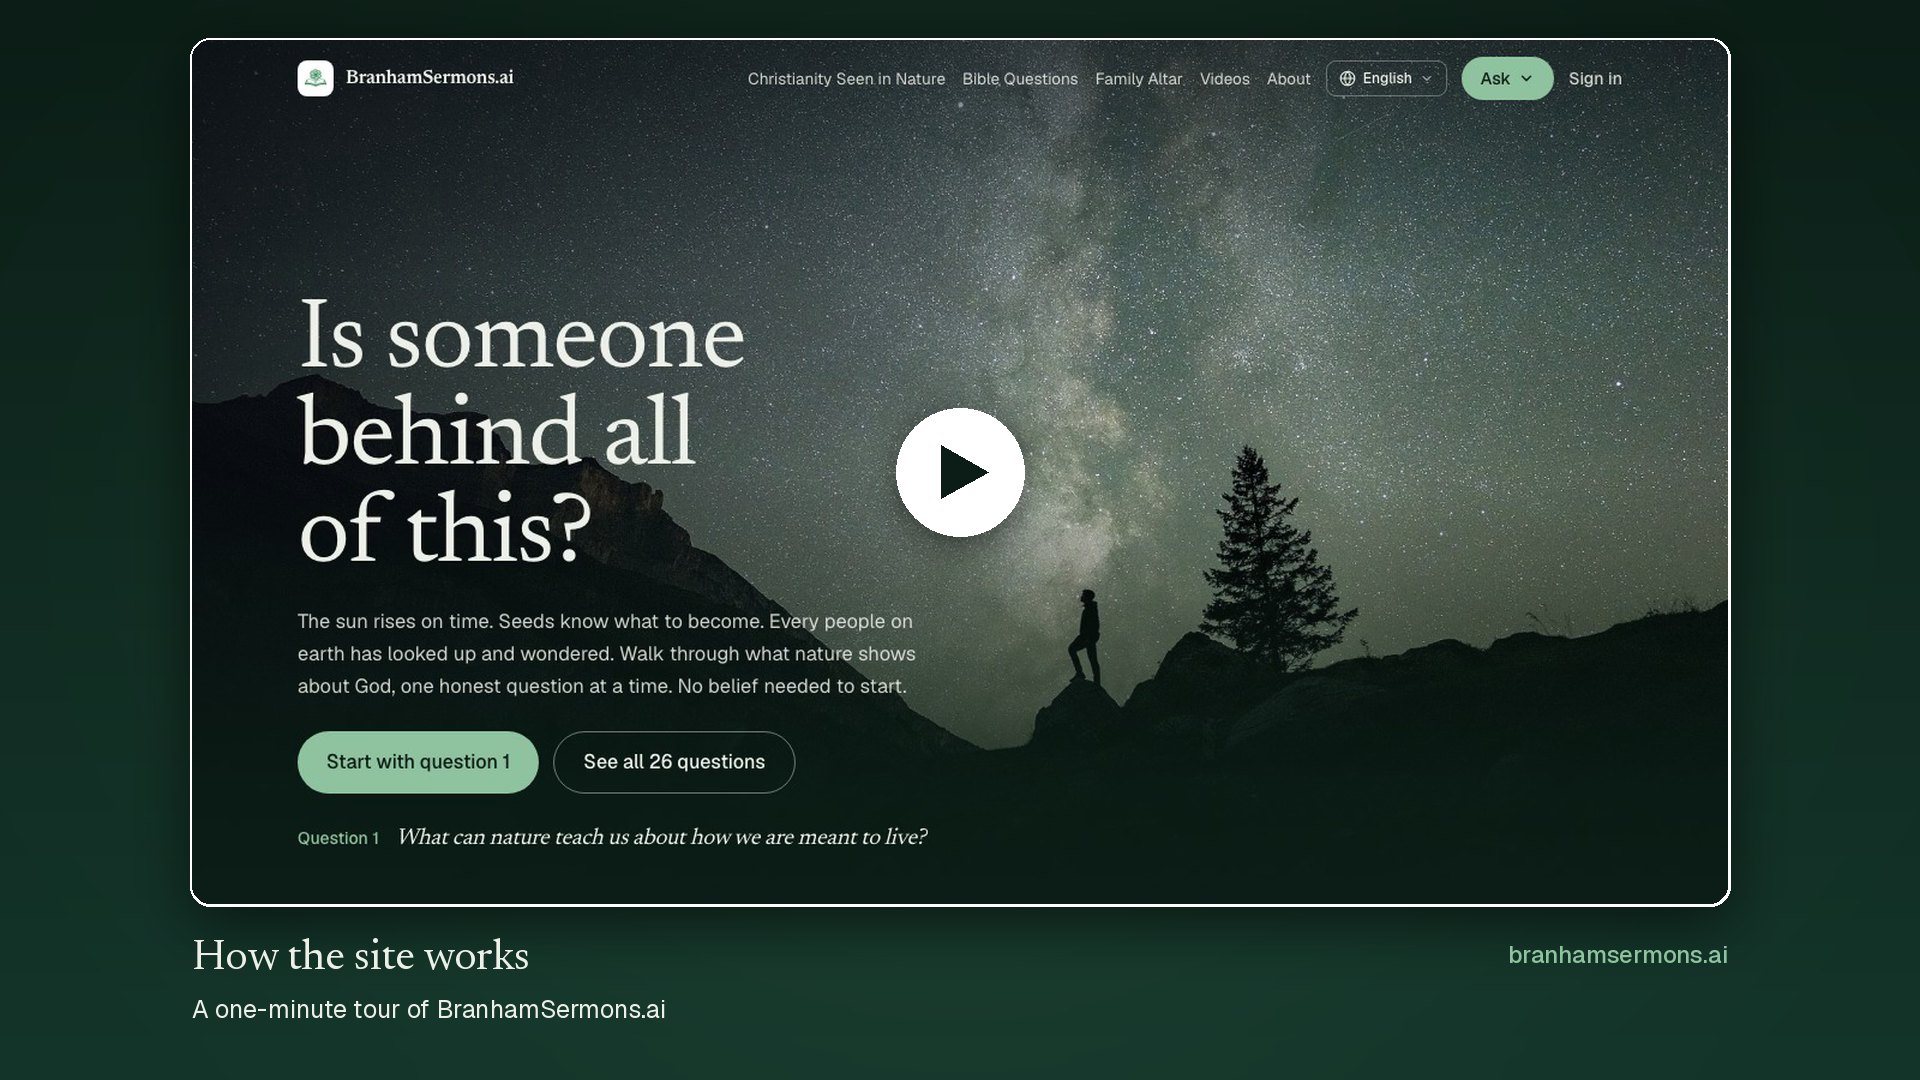 BranhamSermons.ai
Christianity Seen in Nature
Bible Questions
Family Altar
Videos
About
English
Ask
Sign in
Is someone
behind all
of this?
The sun rises on time. Seeds know what to become. Every people on
earth has looked up and wondered. Walk through what nature shows
about God, one honest question at a time. No belief needed to start.
Start with question 1
See all 26 questions
Question 1
What can nature teach us about how we are meant to live?
How the site works
branhamsermons.ai
A one-minute tour of BranhamSermons.ai